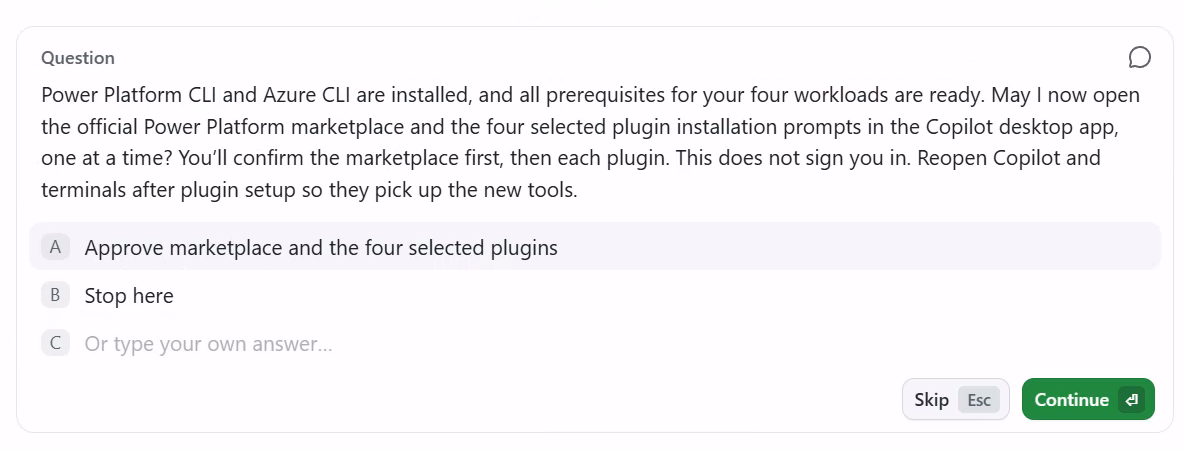 Question
Power Platform CLI and Azure CLI are installed, and all prerequisites for your four workloads are ready. May I now open
the official Power Platform marketplace and the four selected plugin installation prompts in the Copilot desktop app,
one at a time? You’ll confirm the marketplace first, then each plugin. This does not sign you in. Reopen Copilot and
terminals after plugin setup so they pick up the new tools.
A Approve marketplace and the four selected plugins
B Stop here
C Or type your own answer...
Skip Esc Continue